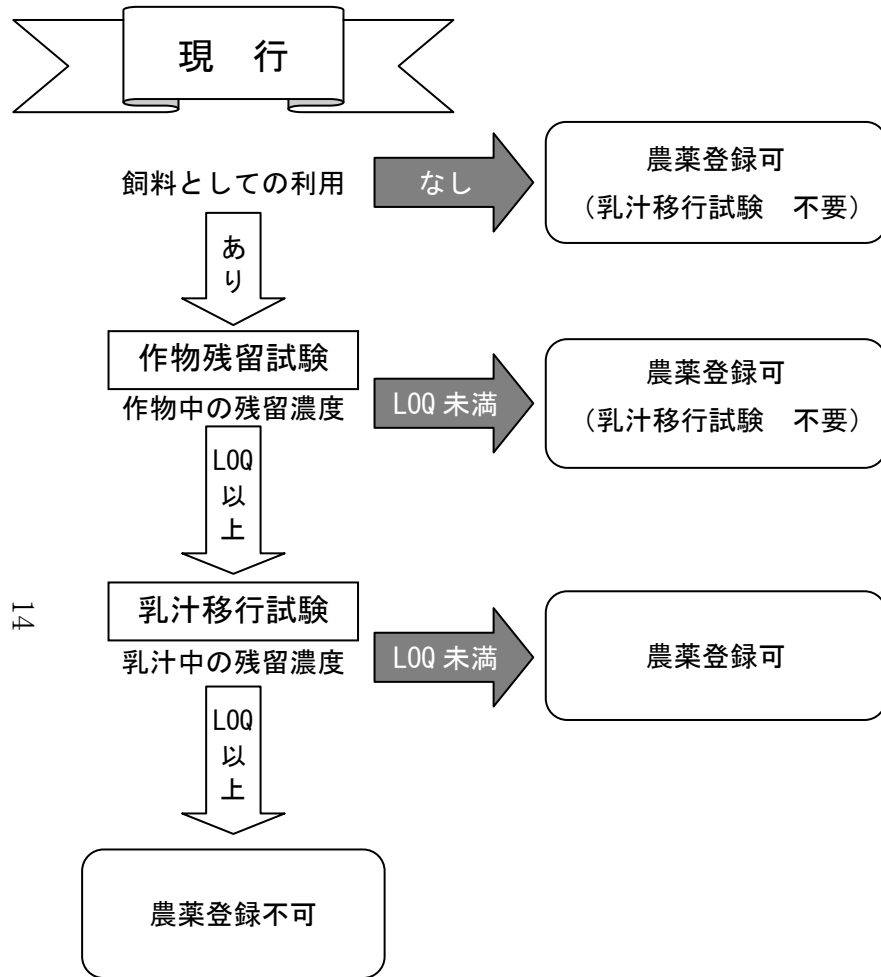 現　行
飼料としての利用
なし
農薬登録可
（乳汁移行試験　不要）
あり
作物残留試験
作物中の残留濃度
LOQ 未満
農薬登録可
（乳汁移行試験　不要）
LOQ
以
上
乳汁移行試験
乳汁中の残留濃度
LOQ 未満
農薬登録可
LOQ
以
上
農薬登録不可
14